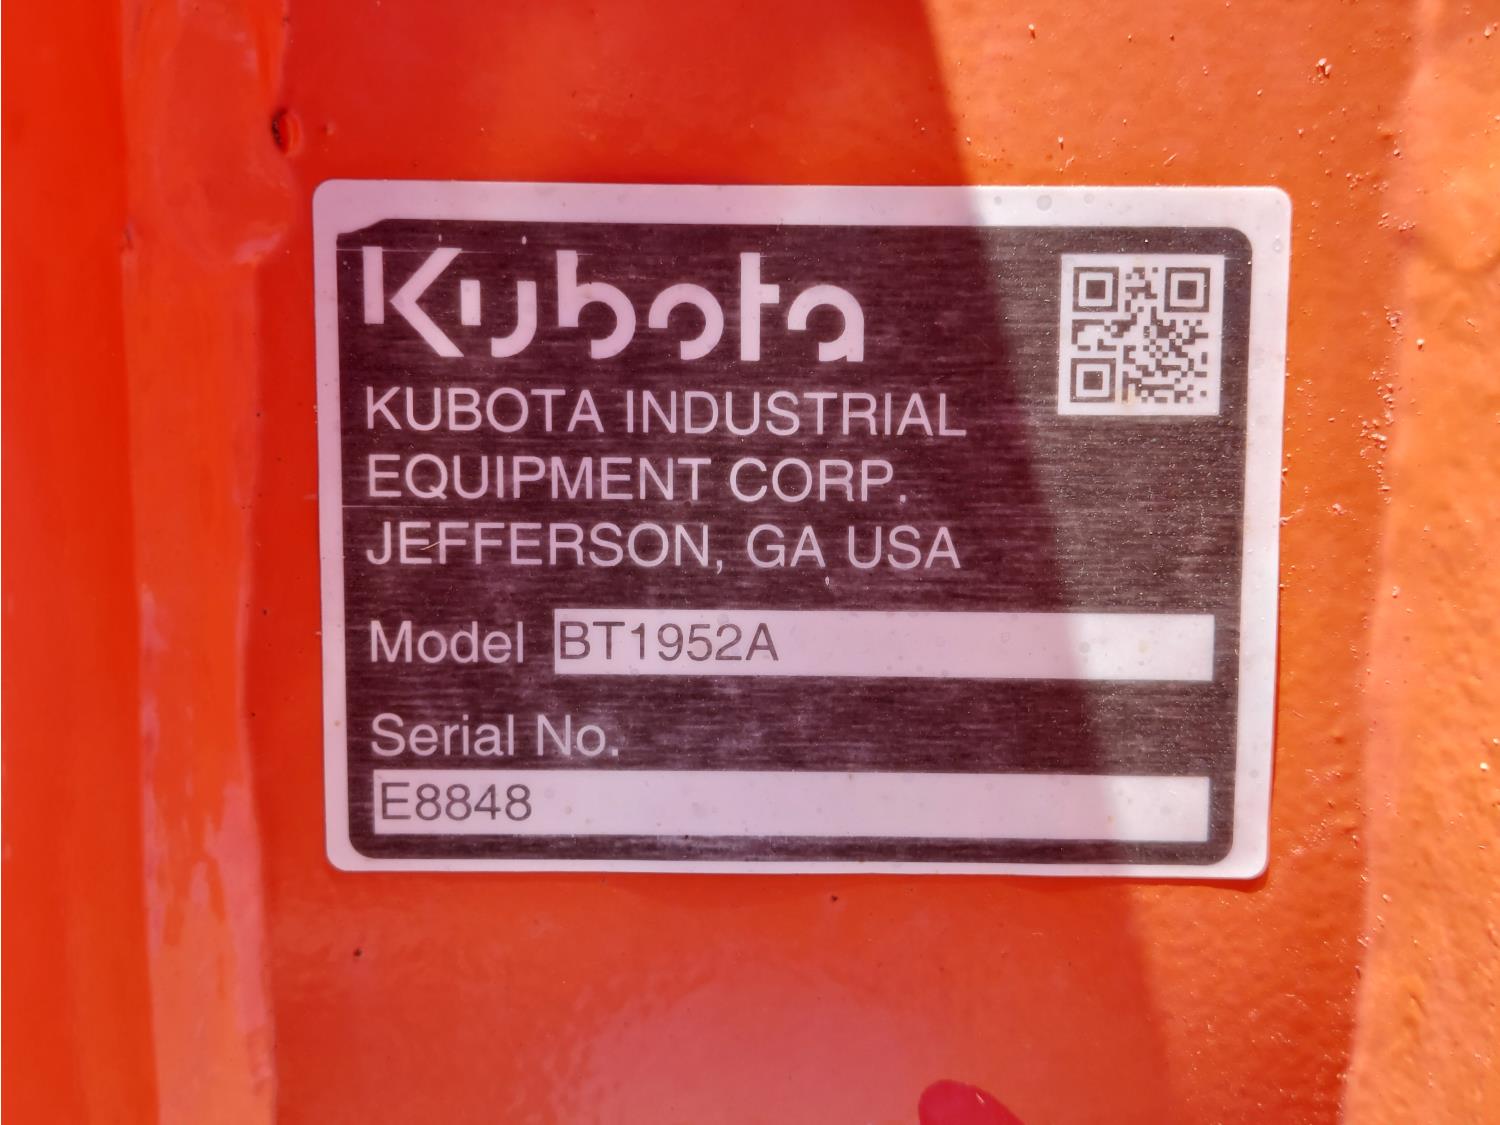 Kubota
KUBOTA INDUSTRIAL
EQUIPMENT CORP.
JEFFERSON, GA USA
Model BT1952A
Serial No.
E8848